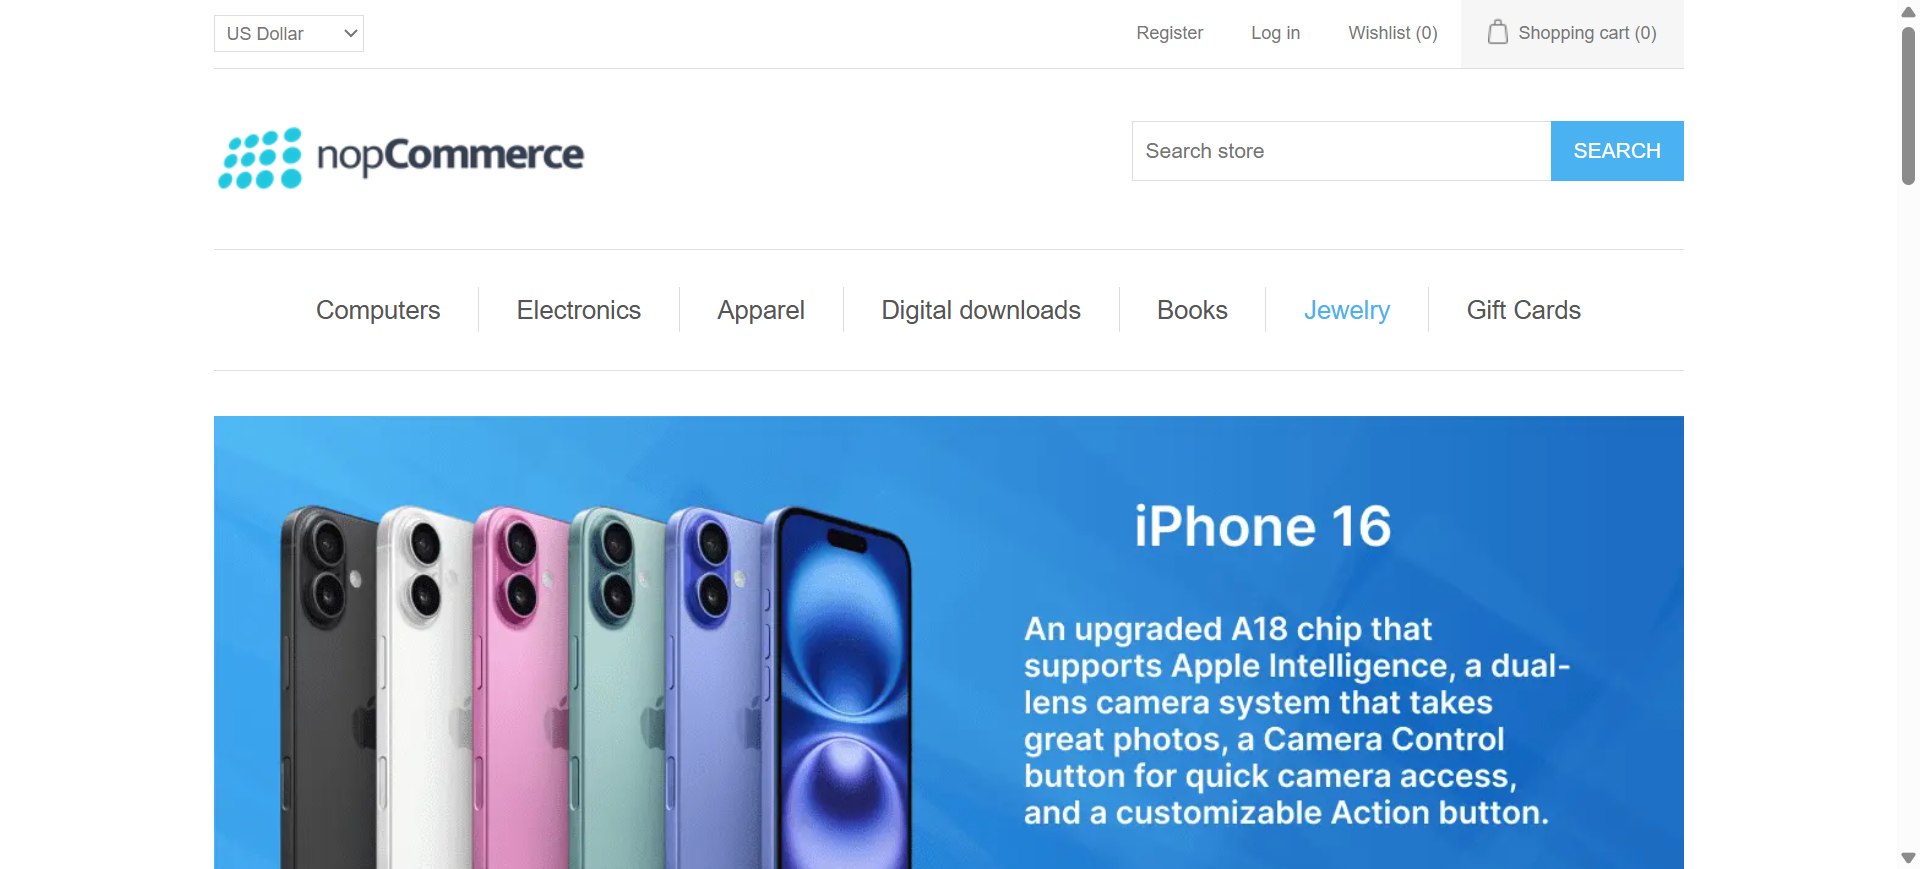 US Dollar
Register
Log in
Wishlist (0)
Shopping cart (0)
nopCommerce
Search store
SEARCH
Computers
Electronics
Apparel
Digital downloads
Books
Jewelry
Gift Cards
iPhone 16
An upgraded A18 chip that
supports Apple Intelligence, a dual-
lens camera system that takes
great photos, a Camera Control
button for quick camera access,
and a customizable Action button.